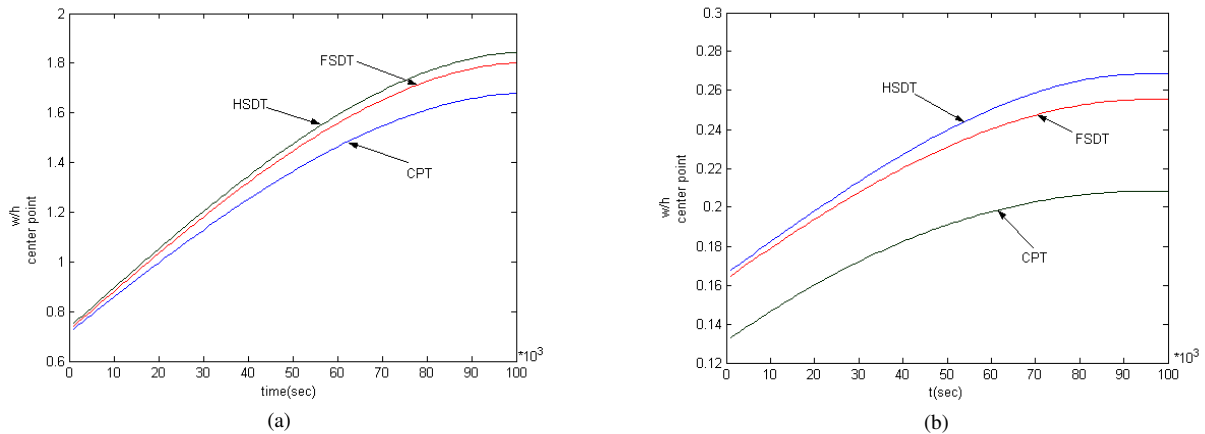 2
1.8
1.6
1.4
1.2
1
0.8
0.6
w/h
center point
FSDT
HSDT
CPT
0 10 20 30 40 50 60 70 80 90 100
*10³
time(sec)
(a)
0.3
0.28
0.26
0.24
0.22
0.2
0.18
0.16
0.14
0.12
w/h
center point
HSDT
FSDT
CPT
0 10 20 30 40 50 60 70 80 90 100
*10³
t(sec)
(b)